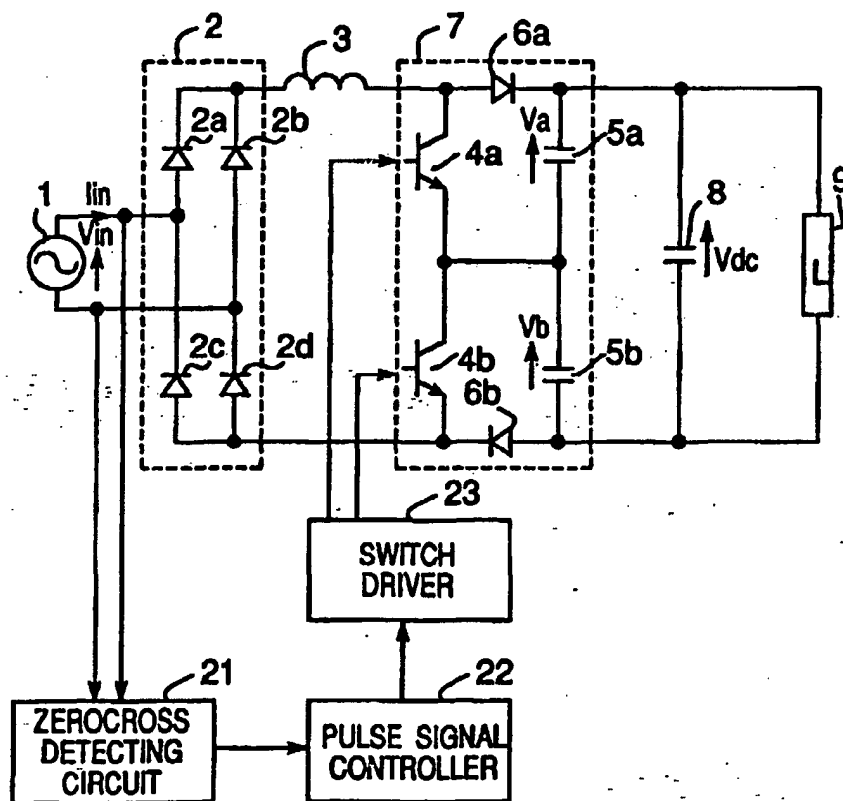 2
3
7
6a
2a
2b
Va
5a
4a
8
9
1
Iin
Vin
Vdc
L
2c
2d
4b
Vb
5b
6b
23
SWITCH
DRIVER
21
22
ZEROCROSS
DETECTING
CIRCUIT
PULSE SIGNAL
CONTROLLER